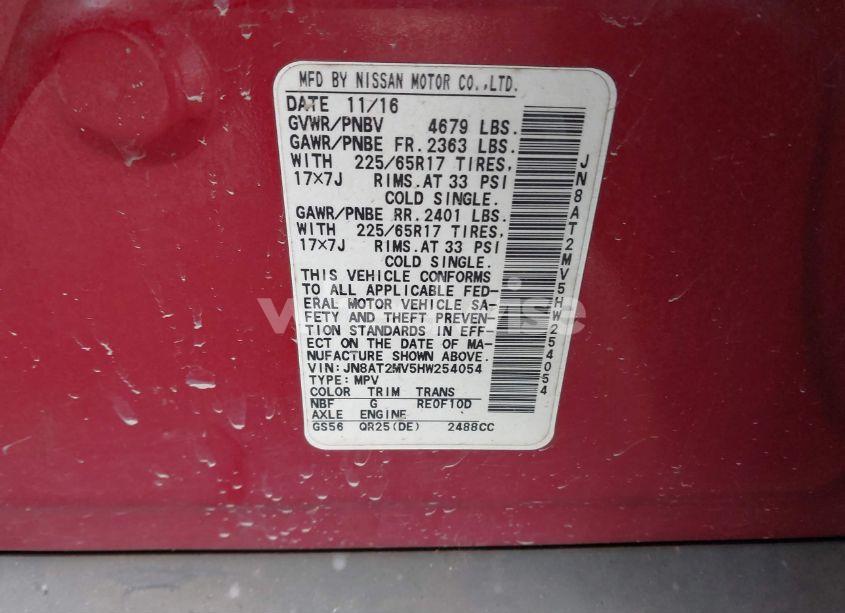 MFD BY NISSAN MOTOR CO.,LTD.
DATE 11/16
GVWR/PNBV 4679 LBS.
GAWR/PNBE FR. 2363 LBS.
WITH 225/65R17 TIRES,
17×7J RIMS.AT 33 PSI
COLD SINGLE.
GAWR/PNBE RR. 2401 LBS.
WITH 225/65R17 TIRES,
17×7J RIMS.AT 33 PSI
COLD SINGLE.
THIS VEHICLE CONFORMS
TO ALL APPLICABLE FED-
ERAL MOTOR VEHICLE SA-
FETY AND THEFT PREVEN-
TION STANDARDS IN EFF-
ECT ON THE DATE OF MA-
NUFACTURE SHOWN ABOVE.
VIN:JN8AT2MV5HW254054
TYPE:MPV
COLOR TRIM TRANS
NBF G RE0F10D
AXLE ENGINE
GS56 QR25(DE) 2488CC
JN8AT2MV5HW254054